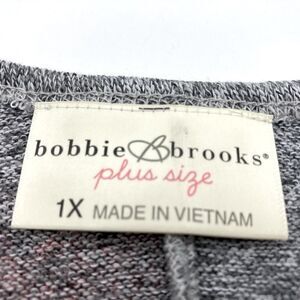 bobbie B brooks®
plus size
1X MADE IN VIETNAM